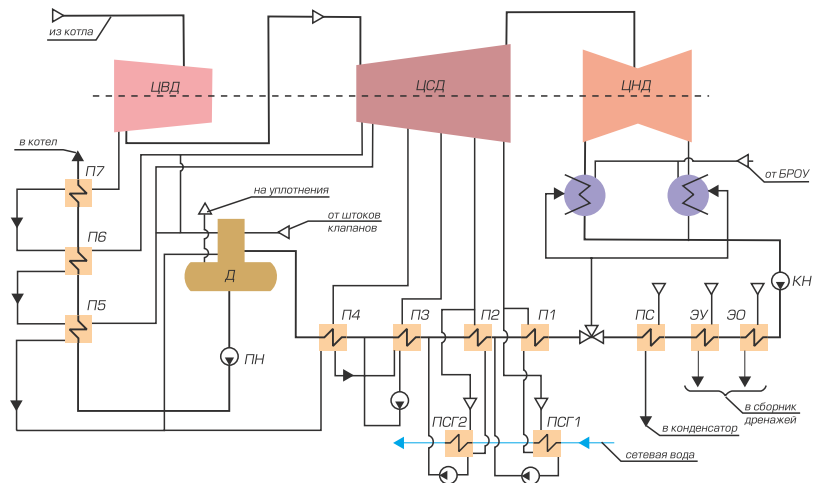 из котла
ЦВД
ЦСД
ЦНД
в котел
П7
на уплотнения
от штоков
клапанов
от БРОУ
П6
Д
КН
П5
П4
П3
П2
П1
ПС
ЭУ
ЭО
ПН
ПСГ2
ПСГ1
в сборник
дренажей
в конденсатор
сетевая вода